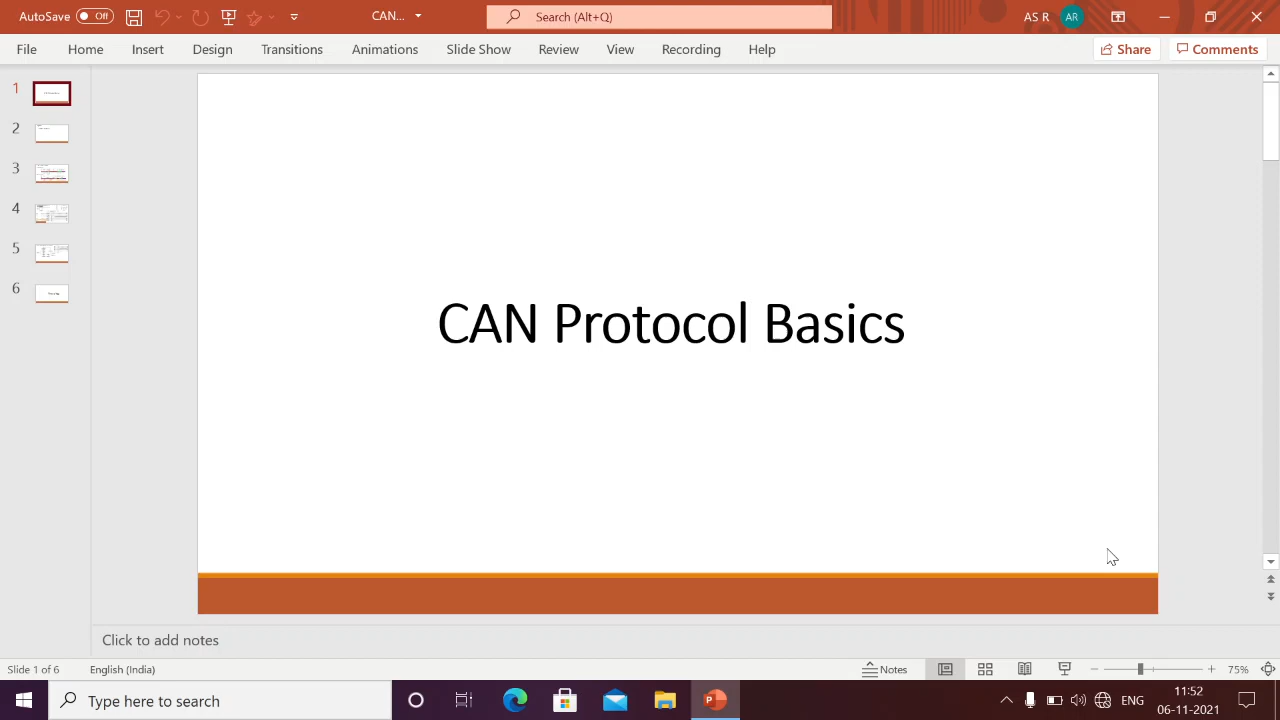 AutoSave Off
CAN...
Search (Alt+Q)
AS R AR
File Home Insert Design Transitions Animations Slide Show Review View Recording Help
Share Comments
1
2
3
4
5
6
CAN Protocol Basics
Click to add notes
Slide 1 of 6 English (India)
Notes 75%
Type here to search
P
ENG
11:52
06-11-2021